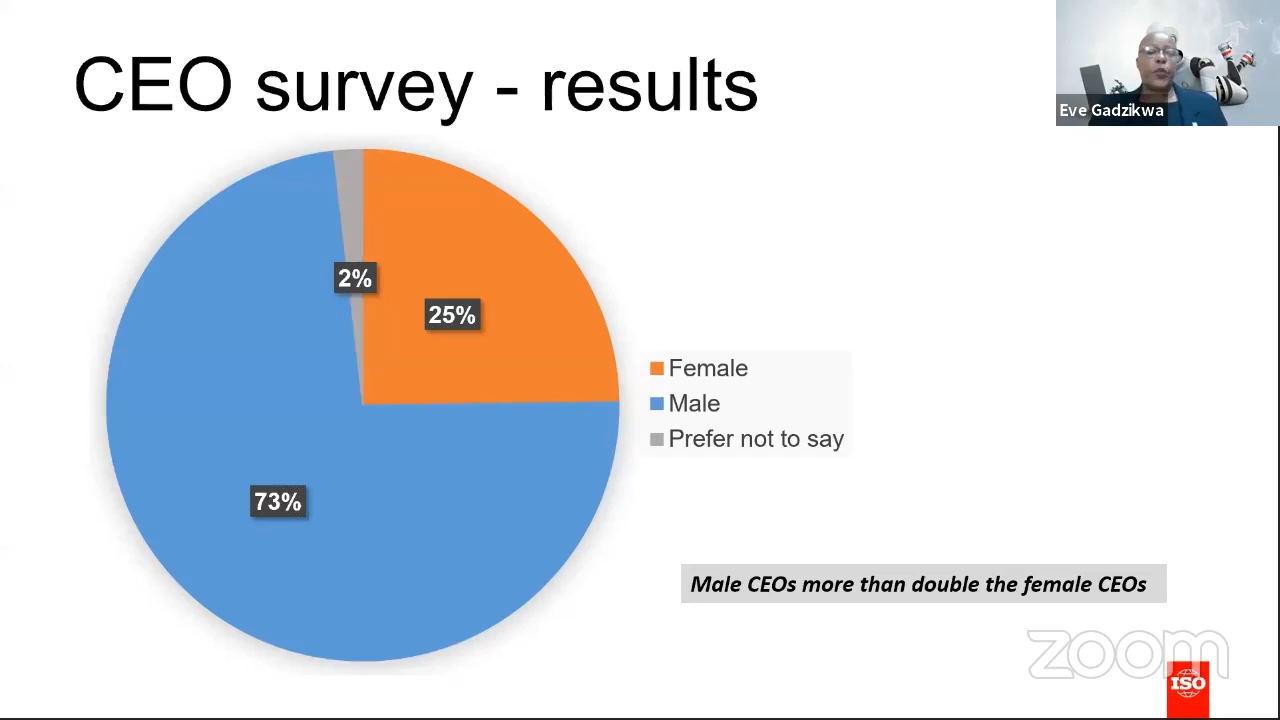 CEO survey - results
Eve Gadzikwa
2%
25%
73%
Female
Male
Prefer not to say
Male CEOs more than double the female CEOs
zoom
ISO